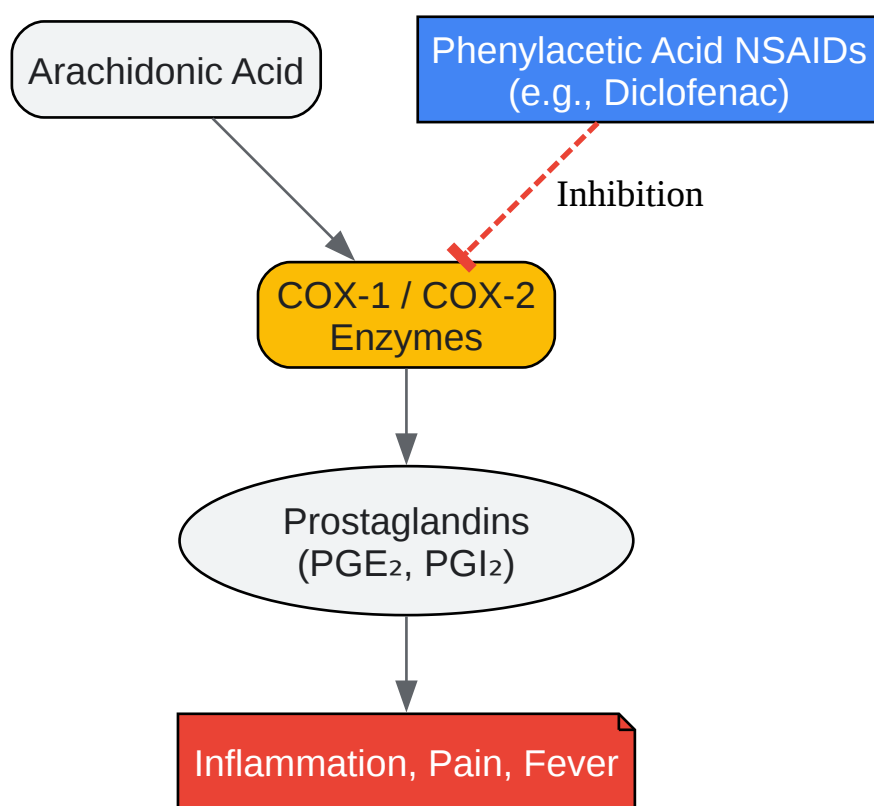 Arachidonic Acid
Phenylacetic Acid NSAIDs
(e.g., Diclofenac)
Inhibition
COX-1 / COX-2
Enzymes
Prostaglandins
(PGE₂, PGI₂)
Inflammation, Pain, Fever